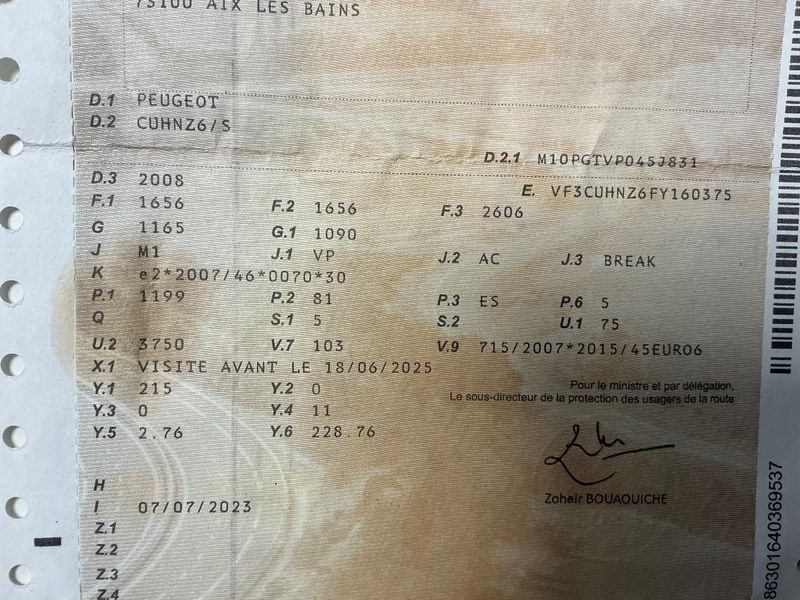 73100 AIX LES BAINS
D.1 PEUGEOT
D.2 CUHNZ6/S
D.2.1 M10PGTVP045J831
D.3 2008
E. VF3CUHNZ6FY160375
F.1 1656 F.2 1656 F.3 2606
G 1165 G.1 1090
J M1 J.1 VP J.2 AC J.3 BREAK
K e2*2007/46*0070*30
P.1 1199 P.2 81 P.3 ES P.6 5
Q S.1 5 S.2 U.1 75
U.2 3750 V.7 103 V.9 715/2007*2015/45EURO6
X.1 VISITE AVANT LE 18/06/2025
Y.1 215 Y.2 0
Pour le ministre et par délégation,
Le sous-directeur de la protection des usagers de la route
Y.3 0 Y.4 11
Y.5 2.76 Y.6 228.76
Zoheir BOUAOUICHE
H
I 07/07/2023
Z.1
Z.2
Z.3
Z.4
86301640369537